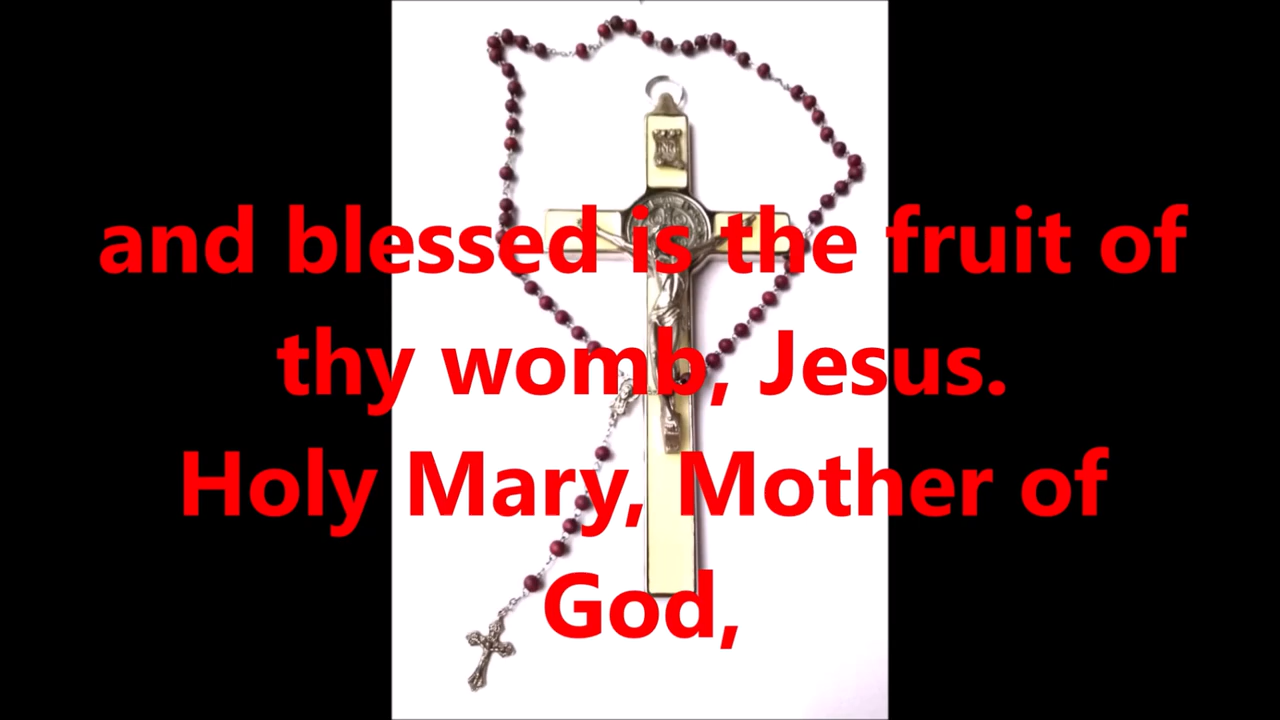 and blessed is the fruit of
thy womb, Jesus.
Holy Mary, Mother of
God,